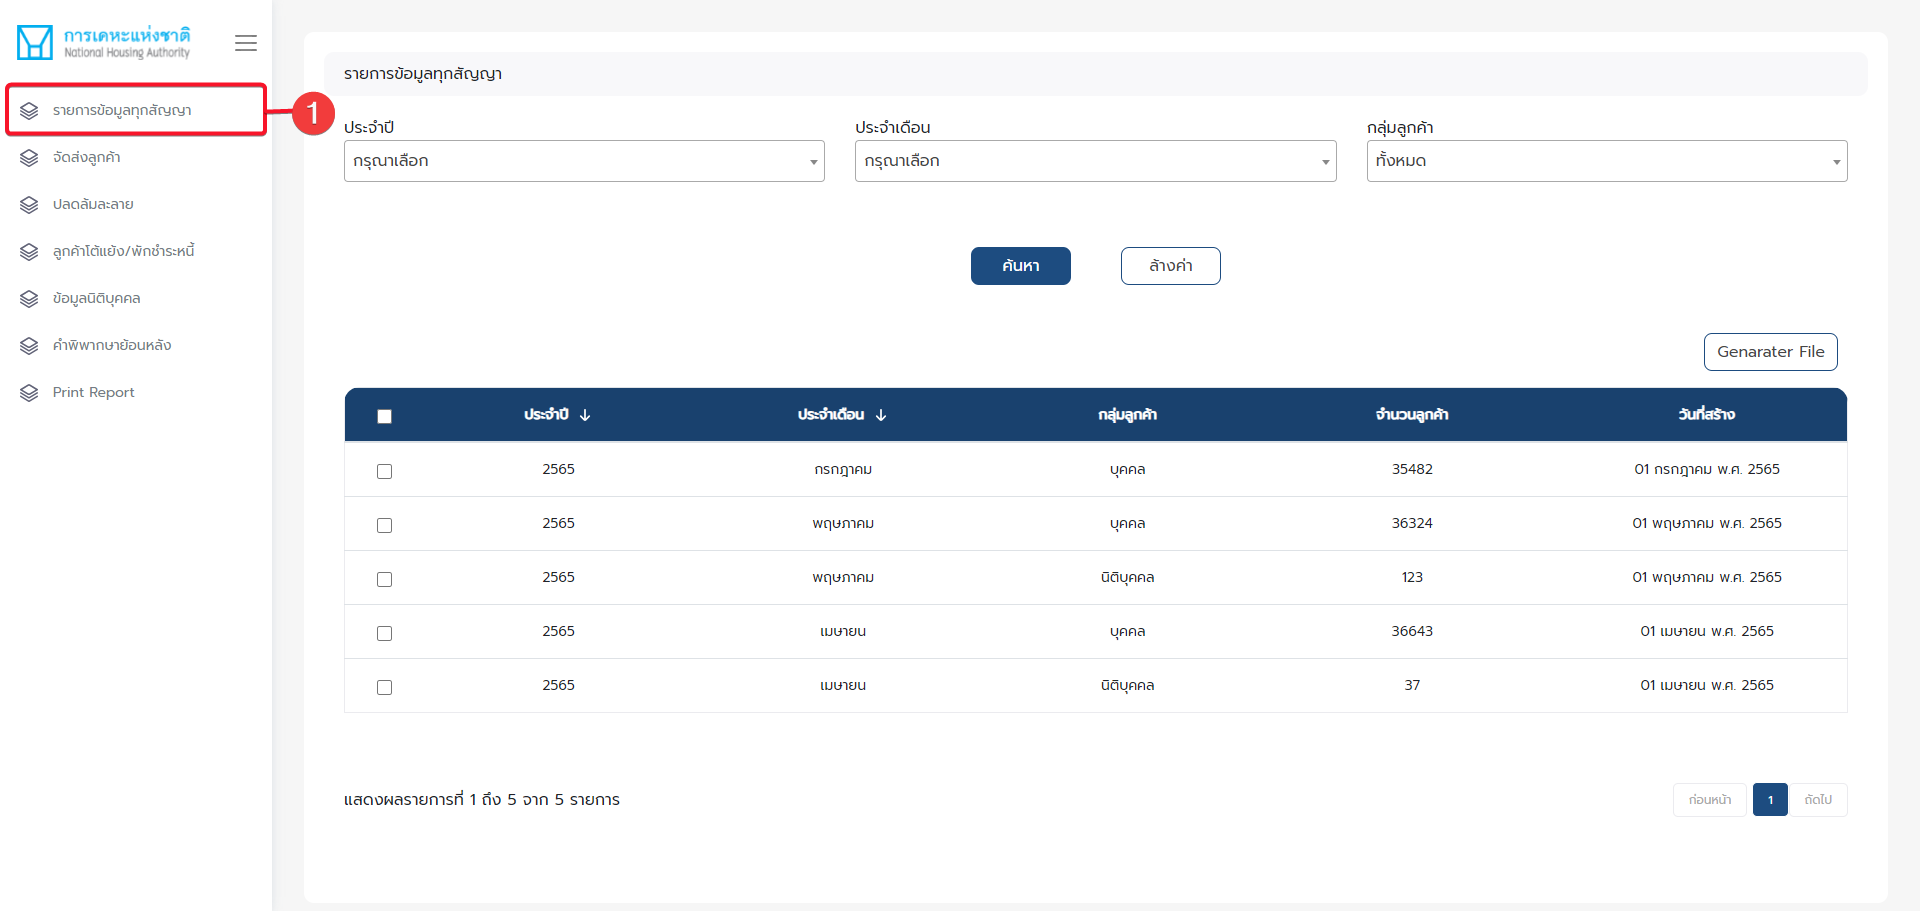 การเคหะแห่งชาติ
National Housing Authority
รายการข้อมูลทุกสัญญา
จัดส่งลูกค้า
ปลดล้มละลาย
ลูกค้าโต้แย้ง/พักชำระหนี้
ข้อมูลนิติบุคคล
คำพิพากษาย้อนหลัง
Print Report
1
รายการข้อมูลทุกสัญญา
ประจำปี ประจำเดือน กลุ่มลูกค้า
กรุณาเลือก กรุณาเลือก ทั้งหมด
ค้นหา ล้างค่า
Genarater File
ประจำปี ↓ ประจำเดือน ↓ กลุ่มลูกค้า จำนวนลูกค้า วันที่สร้าง
2565 กรกฎาคม บุคคล 35482 01 กรกฎาคม พ.ศ. 2565
2565 พฤษภาคม บุคคล 36324 01 พฤษภาคม พ.ศ. 2565
2565 พฤษภาคม นิติบุคคล 123 01 พฤษภาคม พ.ศ. 2565
2565 เมษายน บุคคล 36643 01 เมษายน พ.ศ. 2565
2565 เมษายน นิติบุคคล 37 01 เมษายน พ.ศ. 2565
แสดงผลรายการที่ 1 ถึง 5 จาก 5 รายการ
ก่อนหน้า 1 ถัดไป